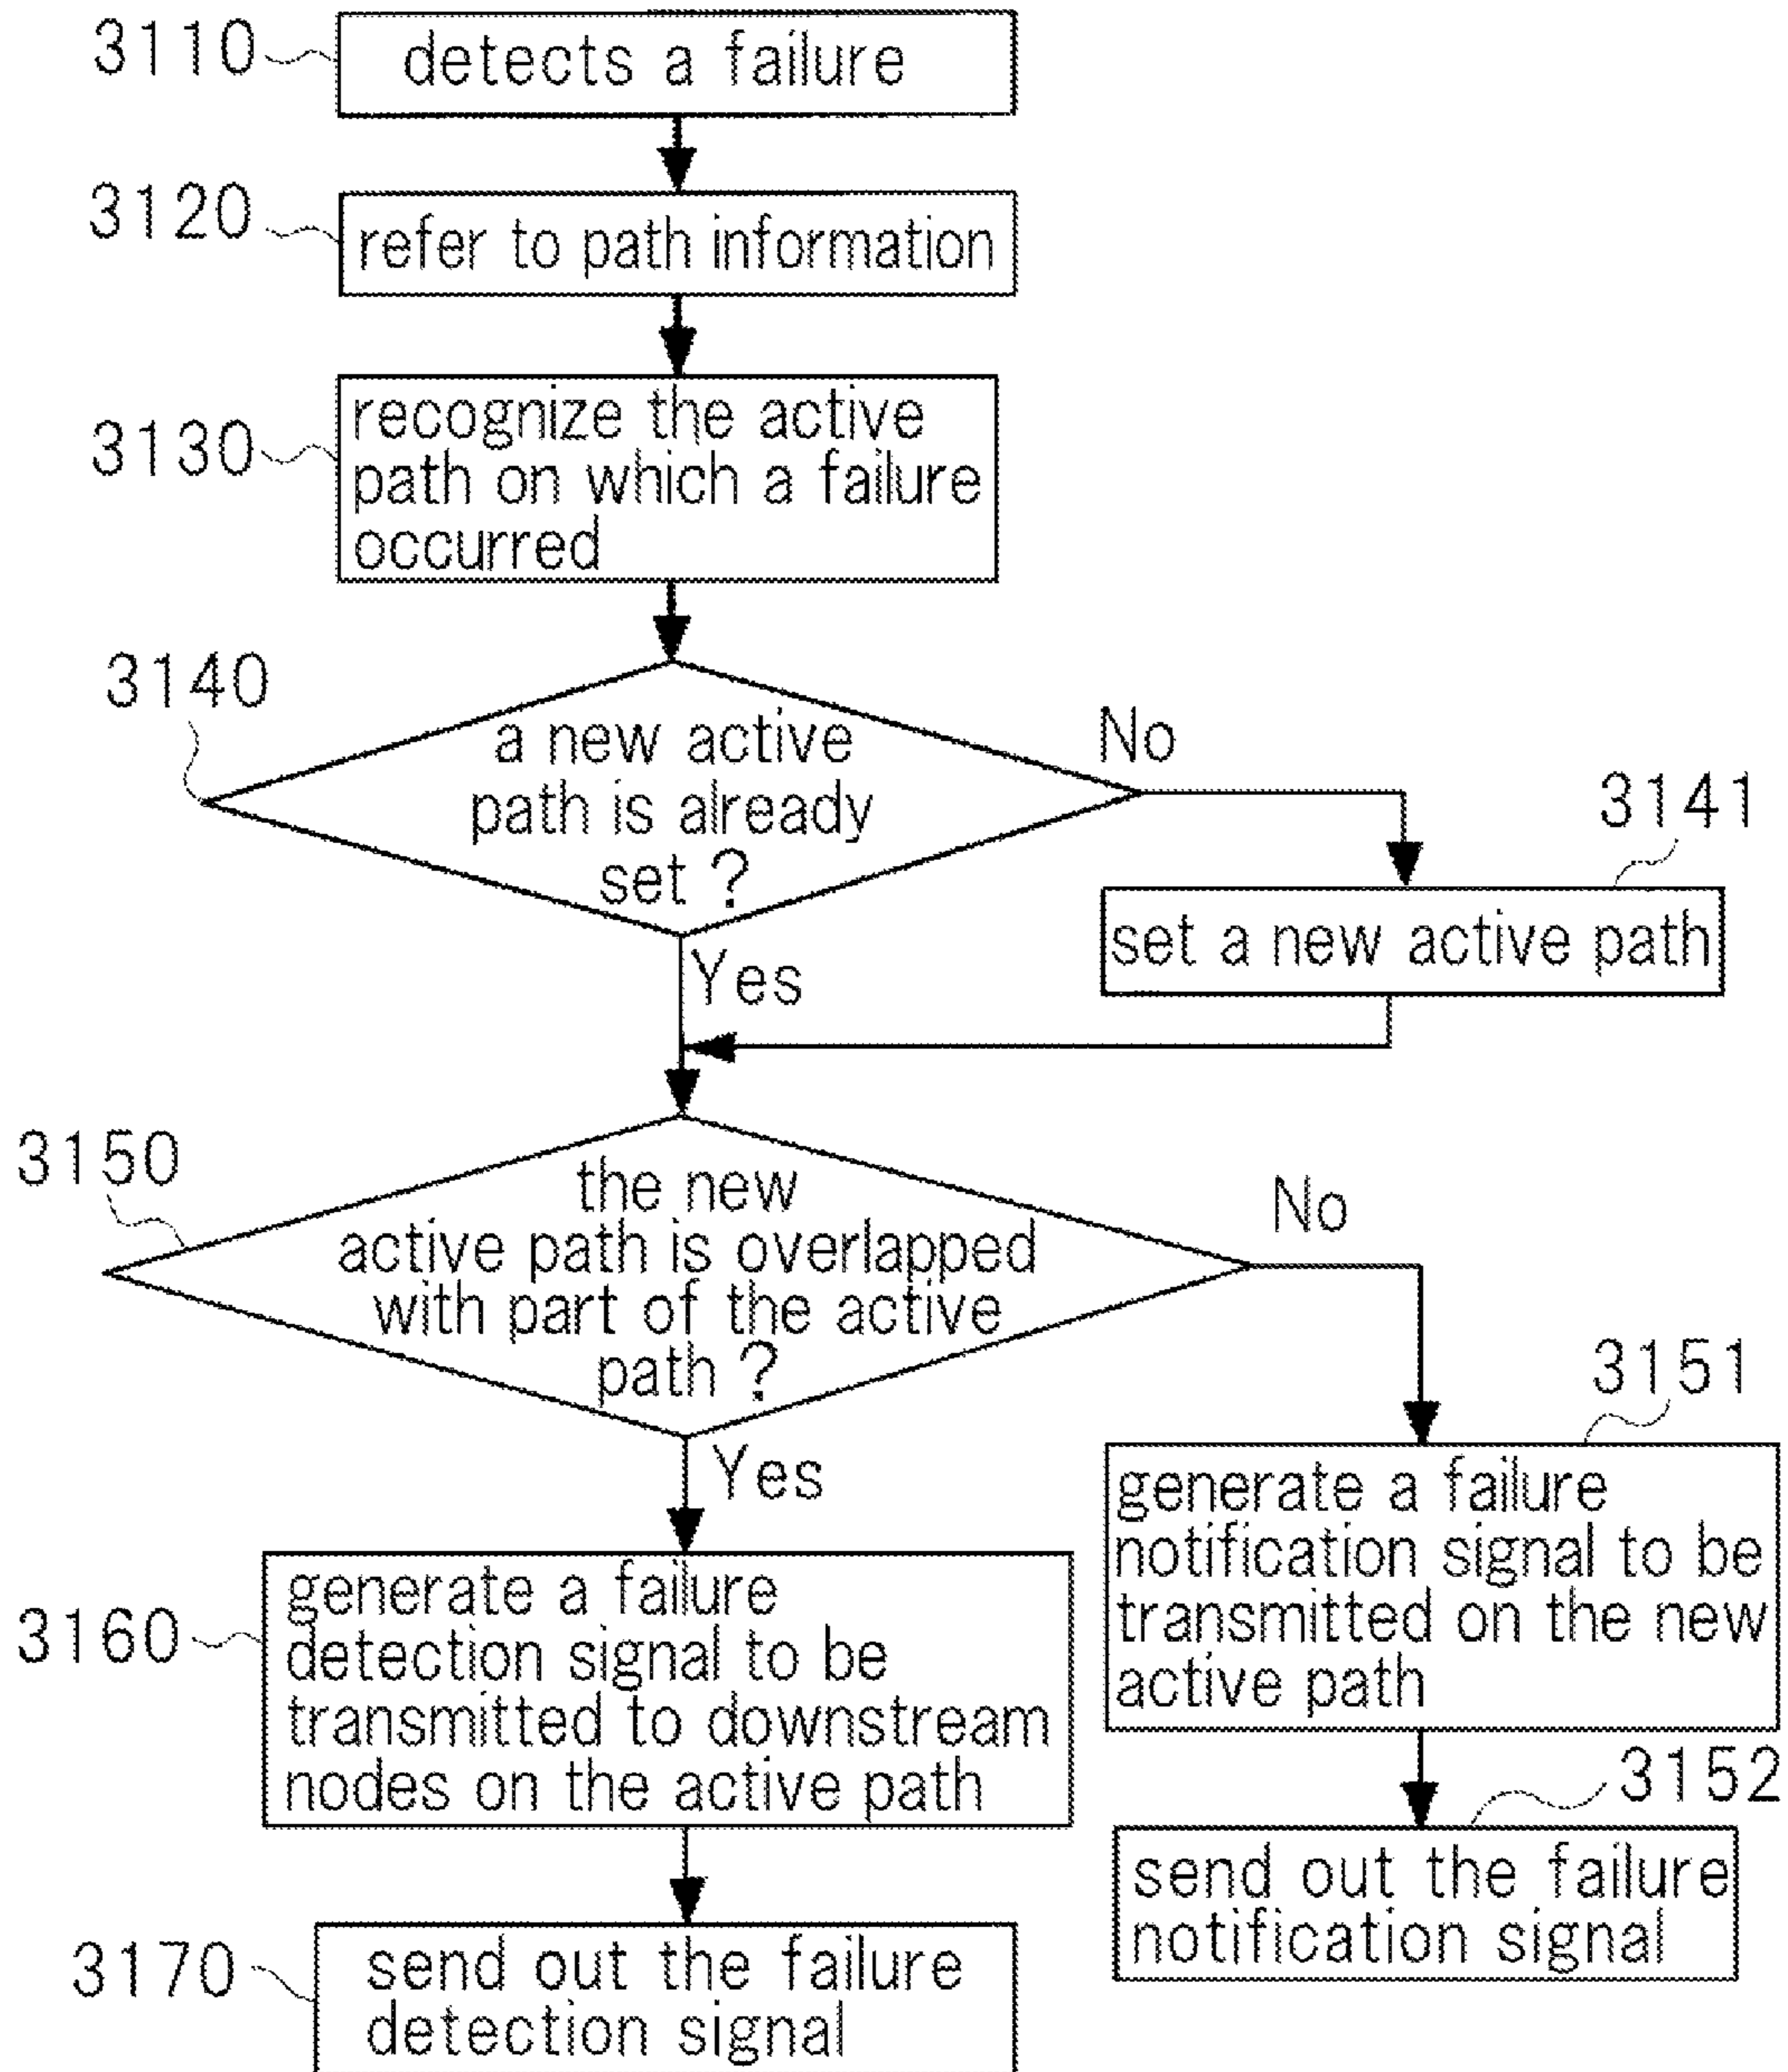 3110
detects a failure
3120
refer to path information
3130
recognize the active
path on which a failure
occurred
3140
a new active
path is already
set ?
No
3141
set a new active path
Yes
3150
the new
active path is overlapped
with part of the active
path ?
No
3151
generate a failure
notification signal to be
transmitted on the new
active path
Yes
3160
generate a failure
detection signal to be
transmitted to downstream
nodes on the active path
3152
send out the failure
notification signal
3170
send out the failure
detection signal